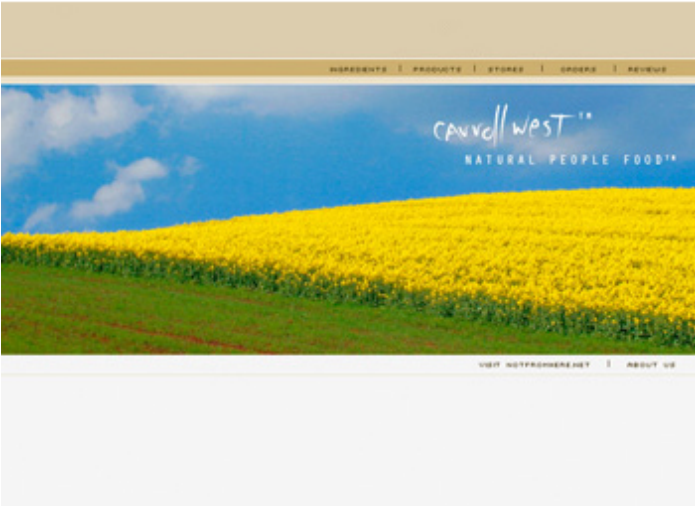 INGREDIENTS | PRODUCTS | STORES | ORDERS | REVIEWS
carroll west™
NATURAL PEOPLE FOOD™
VISIT NOTFROMHERE.NET | ABOUT US